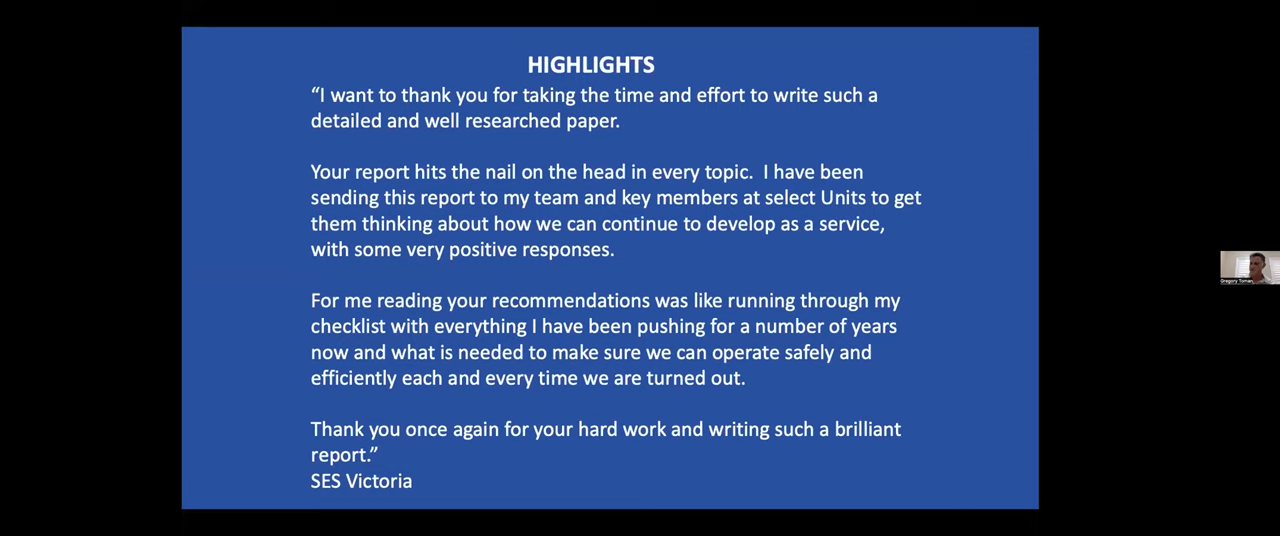 HIGHLIGHTS
“I want to thank you for taking the time and effort to write such a
detailed and well researched paper.
Your report hits the nail on the head in every topic.  I have been
sending this report to my team and key members at select Units to get
them thinking about how we can continue to develop as a service,
with some very positive responses.
For me reading your recommendations was like running through my
checklist with everything I have been pushing for a number of years
now and what is needed to make sure we can operate safely and
efficiently each and every time we are turned out.
Thank you once again for your hard work and writing such a brilliant
report.”
SES Victoria
Gregory Toman